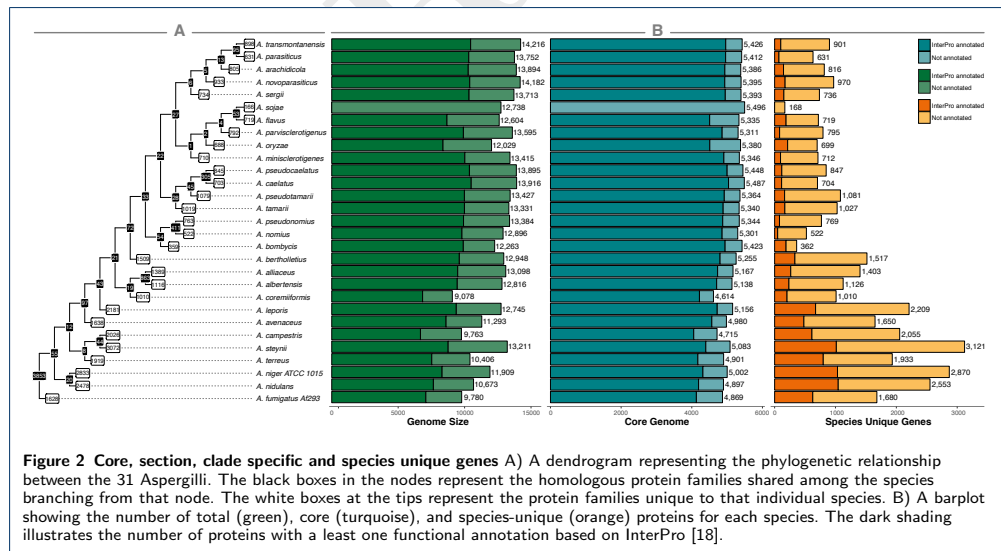 A
B
A. transmontanensis 14,216 5,426 901
A. parasiticus 13,752 5,412 631
A. arachidicola 13,894 5,386 816
A. novoparasiticus 14,182 5,395 970
A. sergii 13,713 5,393 736
A. sojae 12,738 5,496 168
A. flavus 12,604 5,335 719
A. parvisclerotigenus 13,595 5,311 795
A. oryzae 12,029 5,380 699
A. minisclerotigenes 13,415 5,346 712
A. pseudocaelatus 13,895 5,448 847
A. caelatus 13,916 5,487 704
A. pseudotamarii 13,427 5,364 1,081
A. tamarii 13,331 5,340 1,027
A. pseudonomius 13,384 5,344 769
A. nomius 12,896 5,301 522
A. bombycis 12,263 5,423 362
A. bertholletius 12,948 5,255 1,517
A. alliaceus 13,098 5,167 1,403
A. albertensis 12,816 5,138 1,126
A. coremiiformis 9,078 4,614 1,010
A. leporis 12,745 5,156 2,209
A. avenaceus 11,293 4,980 1,650
A. campestris 9,763 4,715 2,055
A. steynii 13,211 5,083 3,121
A. terreus 10,406 4,901 1,933
A. niger ATCC 1015 11,909 5,002 2,870
A. nidulans 10,673 4,897 2,553
A. fumigatus Af293 9,780 4,869 1,680
InterPro annotated
Not annotated
InterPro annotated
Not annotated
InterPro annotated
Not annotated
0 5000 10000 15000
0 2000 4000 6000
0 1000 2000 3000
Genome Size
Core Genome
Species Unique Genes
Figure 2 Core, section, clade specific and species unique genes A) A dendrogram representing the phylogenetic relationship
between the 31 Aspergilli. The black boxes in the nodes represent the homologous protein families shared among the species
branching from that node. The white boxes at the tips represent the protein families unique to that individual species. B) A barplot
showing the number of total (green), core (turquoise), and species-unique (orange) proteins for each species. The dark shading
illustrates the number of proteins with a least one functional annotation based on InterPro [18].